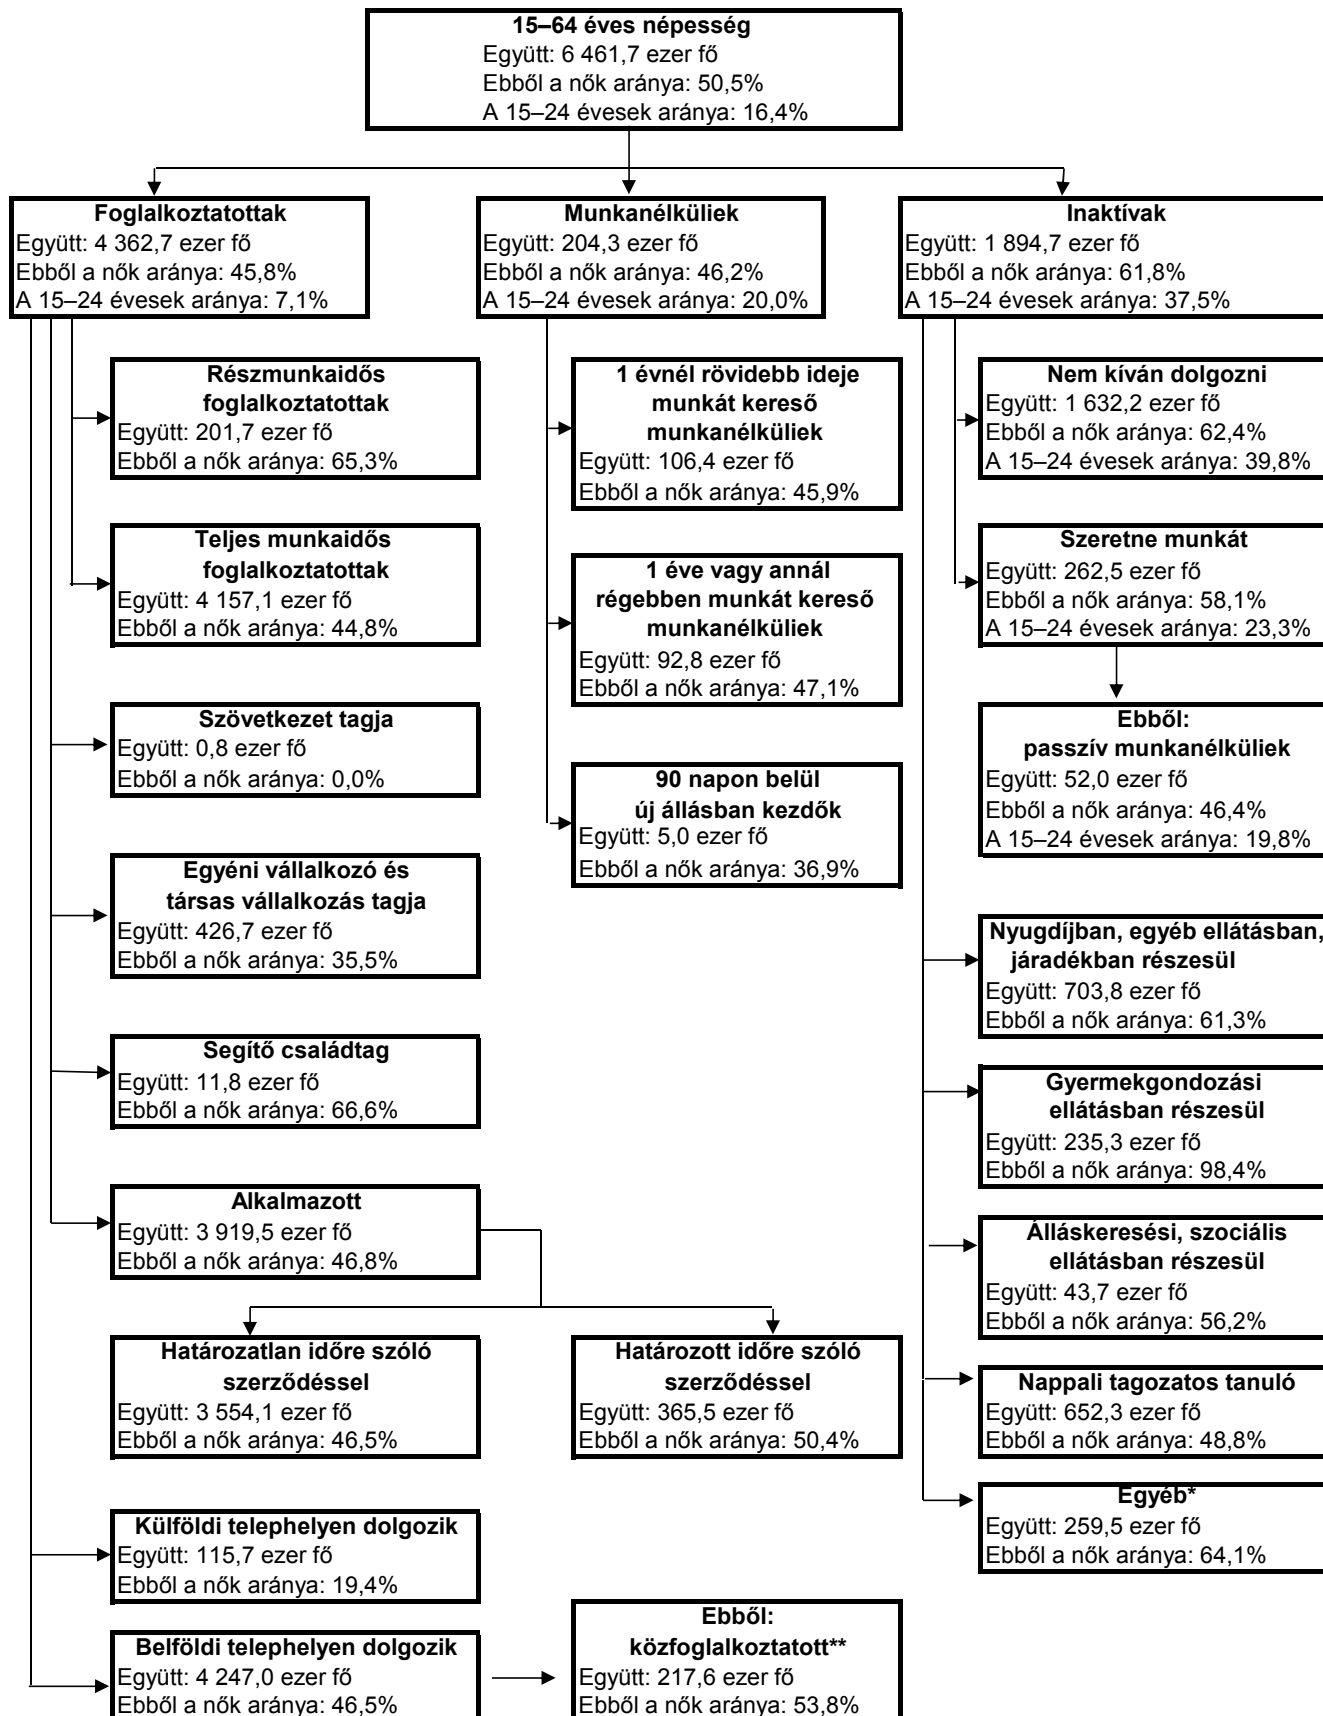 15–64 éves népesség
Együtt: 6 461,7 ezer fő
Ebből a nők aránya: 50,5%
A 15–24 évesek aránya: 16,4%
Foglalkoztatottak
Együtt: 4 362,7 ezer fő
Ebből a nők aránya: 45,8%
A 15–24 évesek aránya: 7,1%
Munkanélküliek
Együtt: 204,3 ezer fő
Ebből a nők aránya: 46,2%
A 15–24 évesek aránya: 20,0%
Inaktívak
Együtt: 1 894,7 ezer fő
Ebből a nők aránya: 61,8%
A 15–24 évesek aránya: 37,5%
Részmunkaidős
foglalkoztatottak
Együtt: 201,7 ezer fő
Ebből a nők aránya: 65,3%
Teljes munkaidős
foglalkoztatottak
Együtt: 4 157,1 ezer fő
Ebből a nők aránya: 44,8%
Szövetkezet tagja
Együtt: 0,8 ezer fő
Ebből a nők aránya: 0,0%
Egyéni vállalkozó és
társas vállalkozás tagja
Együtt: 426,7 ezer fő
Ebből a nők aránya: 35,5%
Segítő családtag
Együtt: 11,8 ezer fő
Ebből a nők aránya: 66,6%
Alkalmazott
Együtt: 3 919,5 ezer fő
Ebből a nők aránya: 46,8%
Határozatlan időre szóló
szerződéssel
Együtt: 3 554,1 ezer fő
Ebből a nők aránya: 46,5%
Határozott időre szóló
szerződéssel
Együtt: 365,5 ezer fő
Ebből a nők aránya: 50,4%
Külföldi telephelyen dolgozik
Együtt: 115,7 ezer fő
Ebből a nők aránya: 19,4%
Belföldi telephelyen dolgozik
Együtt: 4 247,0 ezer fő
Ebből a nők aránya: 46,5%
Ebből:
közfoglalkoztatott**
Együtt: 217,6 ezer fő
Ebből a nők aránya: 53,8%
1 évnél rövidebb ideje
munkát kereső
munkanélküliek
Együtt: 106,4 ezer fő
Ebből a nők aránya: 45,9%
1 éve vagy annál
régebben munkát kereső
munkanélküliek
Együtt: 92,8 ezer fő
Ebből a nők aránya: 47,1%
90 napon belül
új állásban kezdők
Együtt: 5,0 ezer fő
Ebből a nők aránya: 36,9%
Nem kíván dolgozni
Együtt: 1 632,2 ezer fő
Ebből a nők aránya: 62,4%
A 15–24 évesek aránya: 39,8%
Szeretne munkát
Együtt: 262,5 ezer fő
Ebből a nők aránya: 58,1%
A 15–24 évesek aránya: 23,3%
Ebből:
passzív munkanélküliek
Együtt: 52,0 ezer fő
Ebből a nők aránya: 46,4%
A 15–24 évesek aránya: 19,8%
Nyugdíjban, egyéb ellátásban,
járadékban részesül
Együtt: 703,8 ezer fő
Ebből a nők aránya: 61,3%
Gyermekgondozási
ellátásban részesül
Együtt: 235,3 ezer fő
Ebből a nők aránya: 98,4%
Álláskeresési, szociális
ellátásban részesül
Együtt: 43,7 ezer fő
Ebből a nők aránya: 56,2%
Nappali tagozatos tanuló
Együtt: 652,3 ezer fő
Ebből a nők aránya: 48,8%
Egyéb*
Együtt: 259,5 ezer fő
Ebből a nők aránya: 64,1%